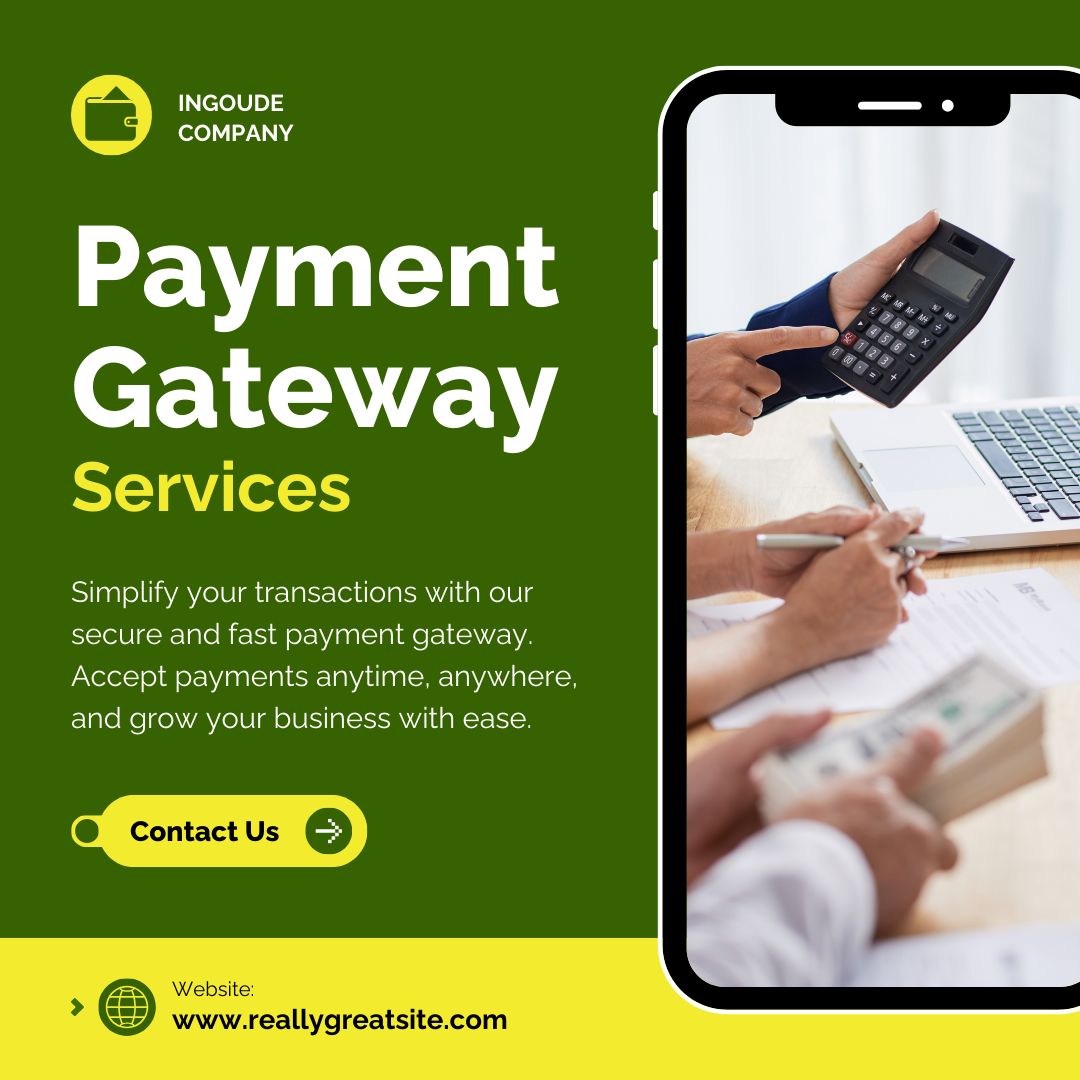 INGOUDE
COMPANY
Payment
Gateway
Services
Simplify your transactions with our
secure and fast payment gateway.
Accept payments anytime, anywhere,
and grow your business with ease.
Contact Us
Website:
www.reallygreatsite.com